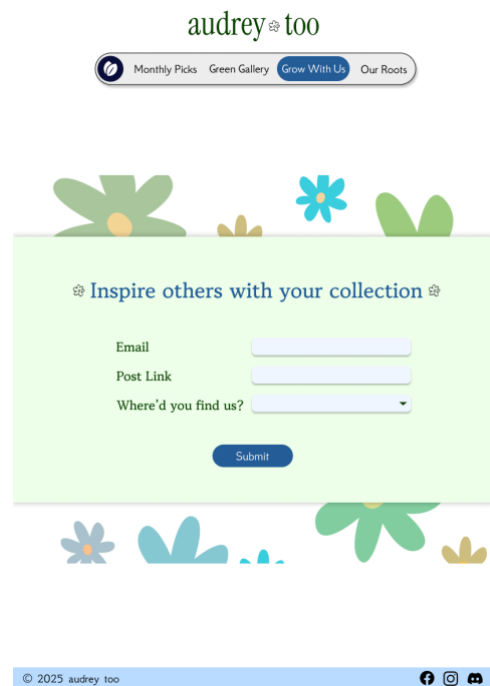 audrey too
Monthly Picks Green Gallery Grow With Us Our Roots
Inspire others with your collection
Email
Post Link
Where'd you find us?
Submit
© 2025 audrey too